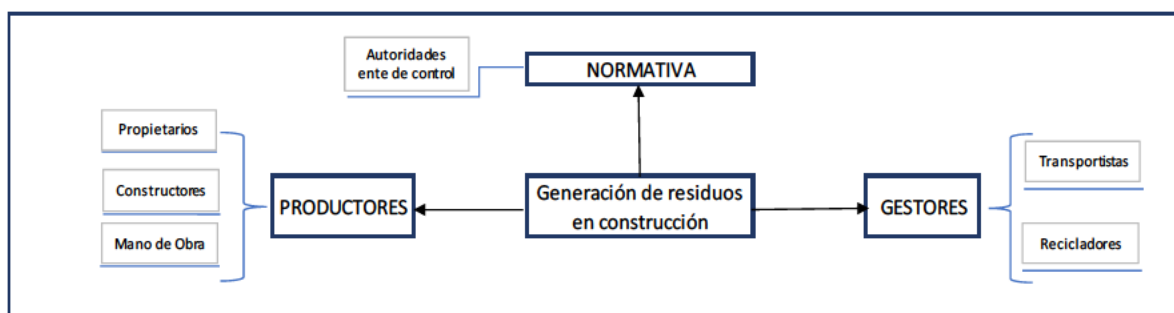 Autoridades
ente de control
NORMATIVA
Propietarios
Constructores
Mano de Obra
PRODUCTORES
Generación de residuos
en construcción
GESTORES
Transportistas
Recicladores